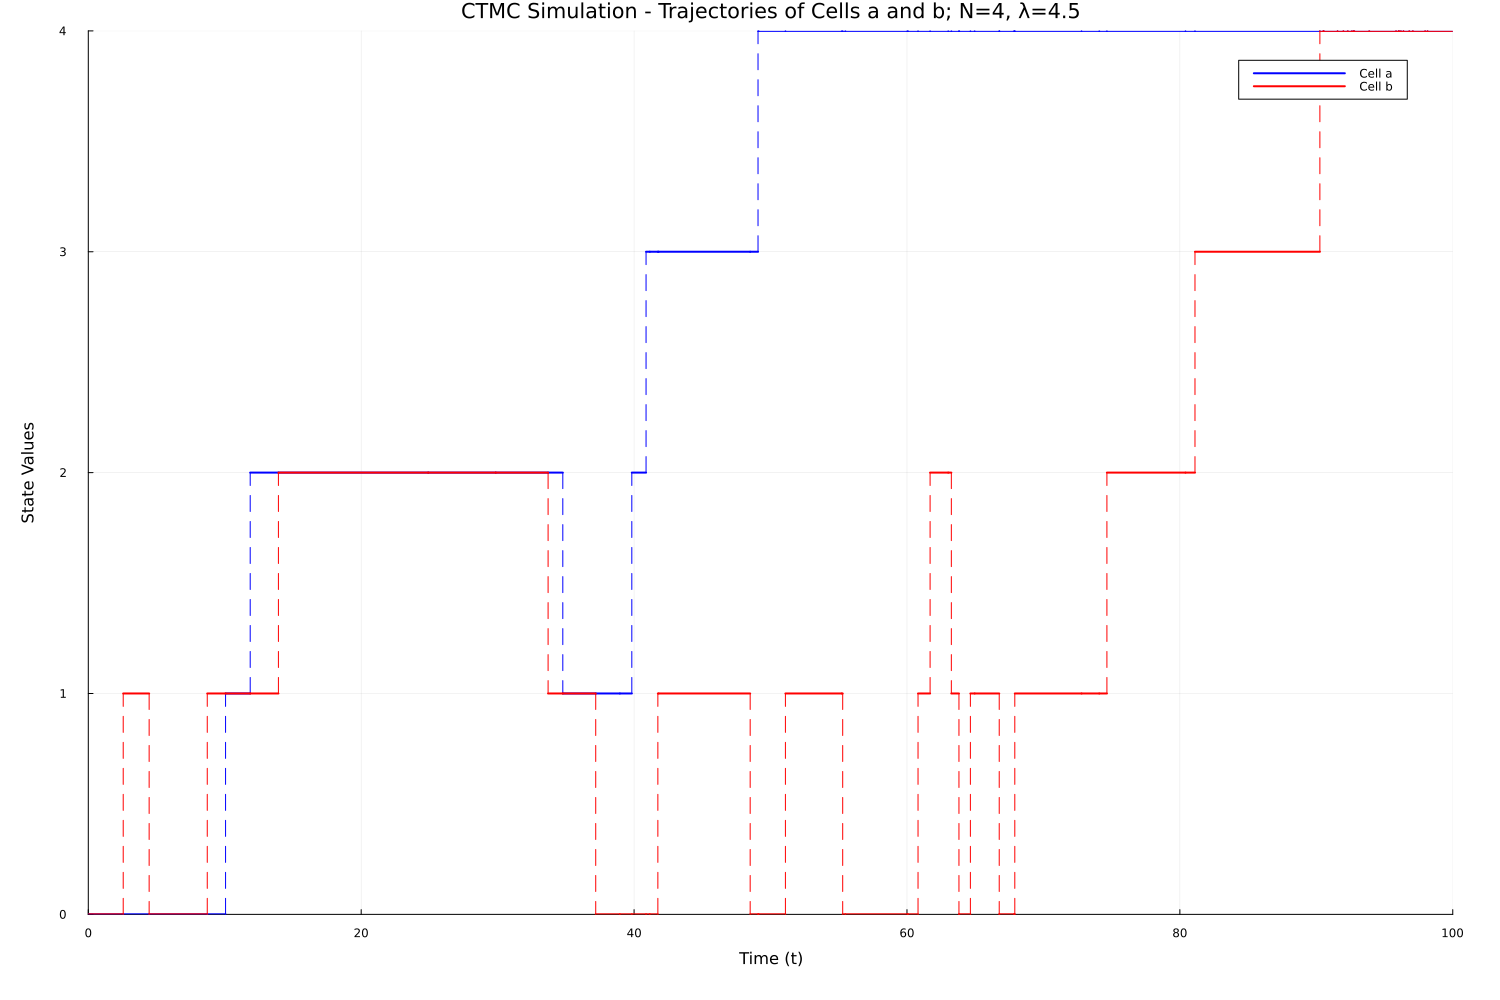 CTMC Simulation - Trajectories of Cells a and b; N=4, λ=4.5
4
Cell a
Cell b
3
State Values
2
1
0
0 20 40 60 80 100
Time (t)